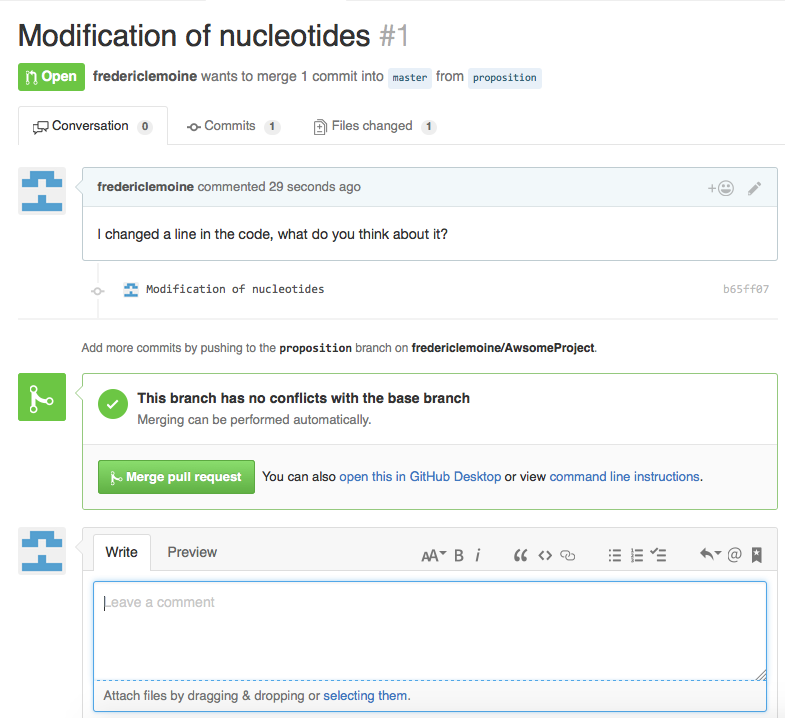 Modification of nucleotides #1
Open fredericlemoine wants to merge 1 commit into master from proposition
Conversation 0 Commits 1 Files changed 1
fredericlemoine commented 29 seconds ago
I changed a line in the code, what do you think about it?
Modification of nucleotides b65ff07
Add more commits by pushing to the proposition branch on fredericlemoine/AwsomeProject.
This branch has no conflicts with the base branch
Merging can be performed automatically.
Merge pull request You can also open this in GitHub Desktop or view command line instructions.
Write Preview AA B i
Leave a comment
Attach files by dragging & dropping or selecting them.